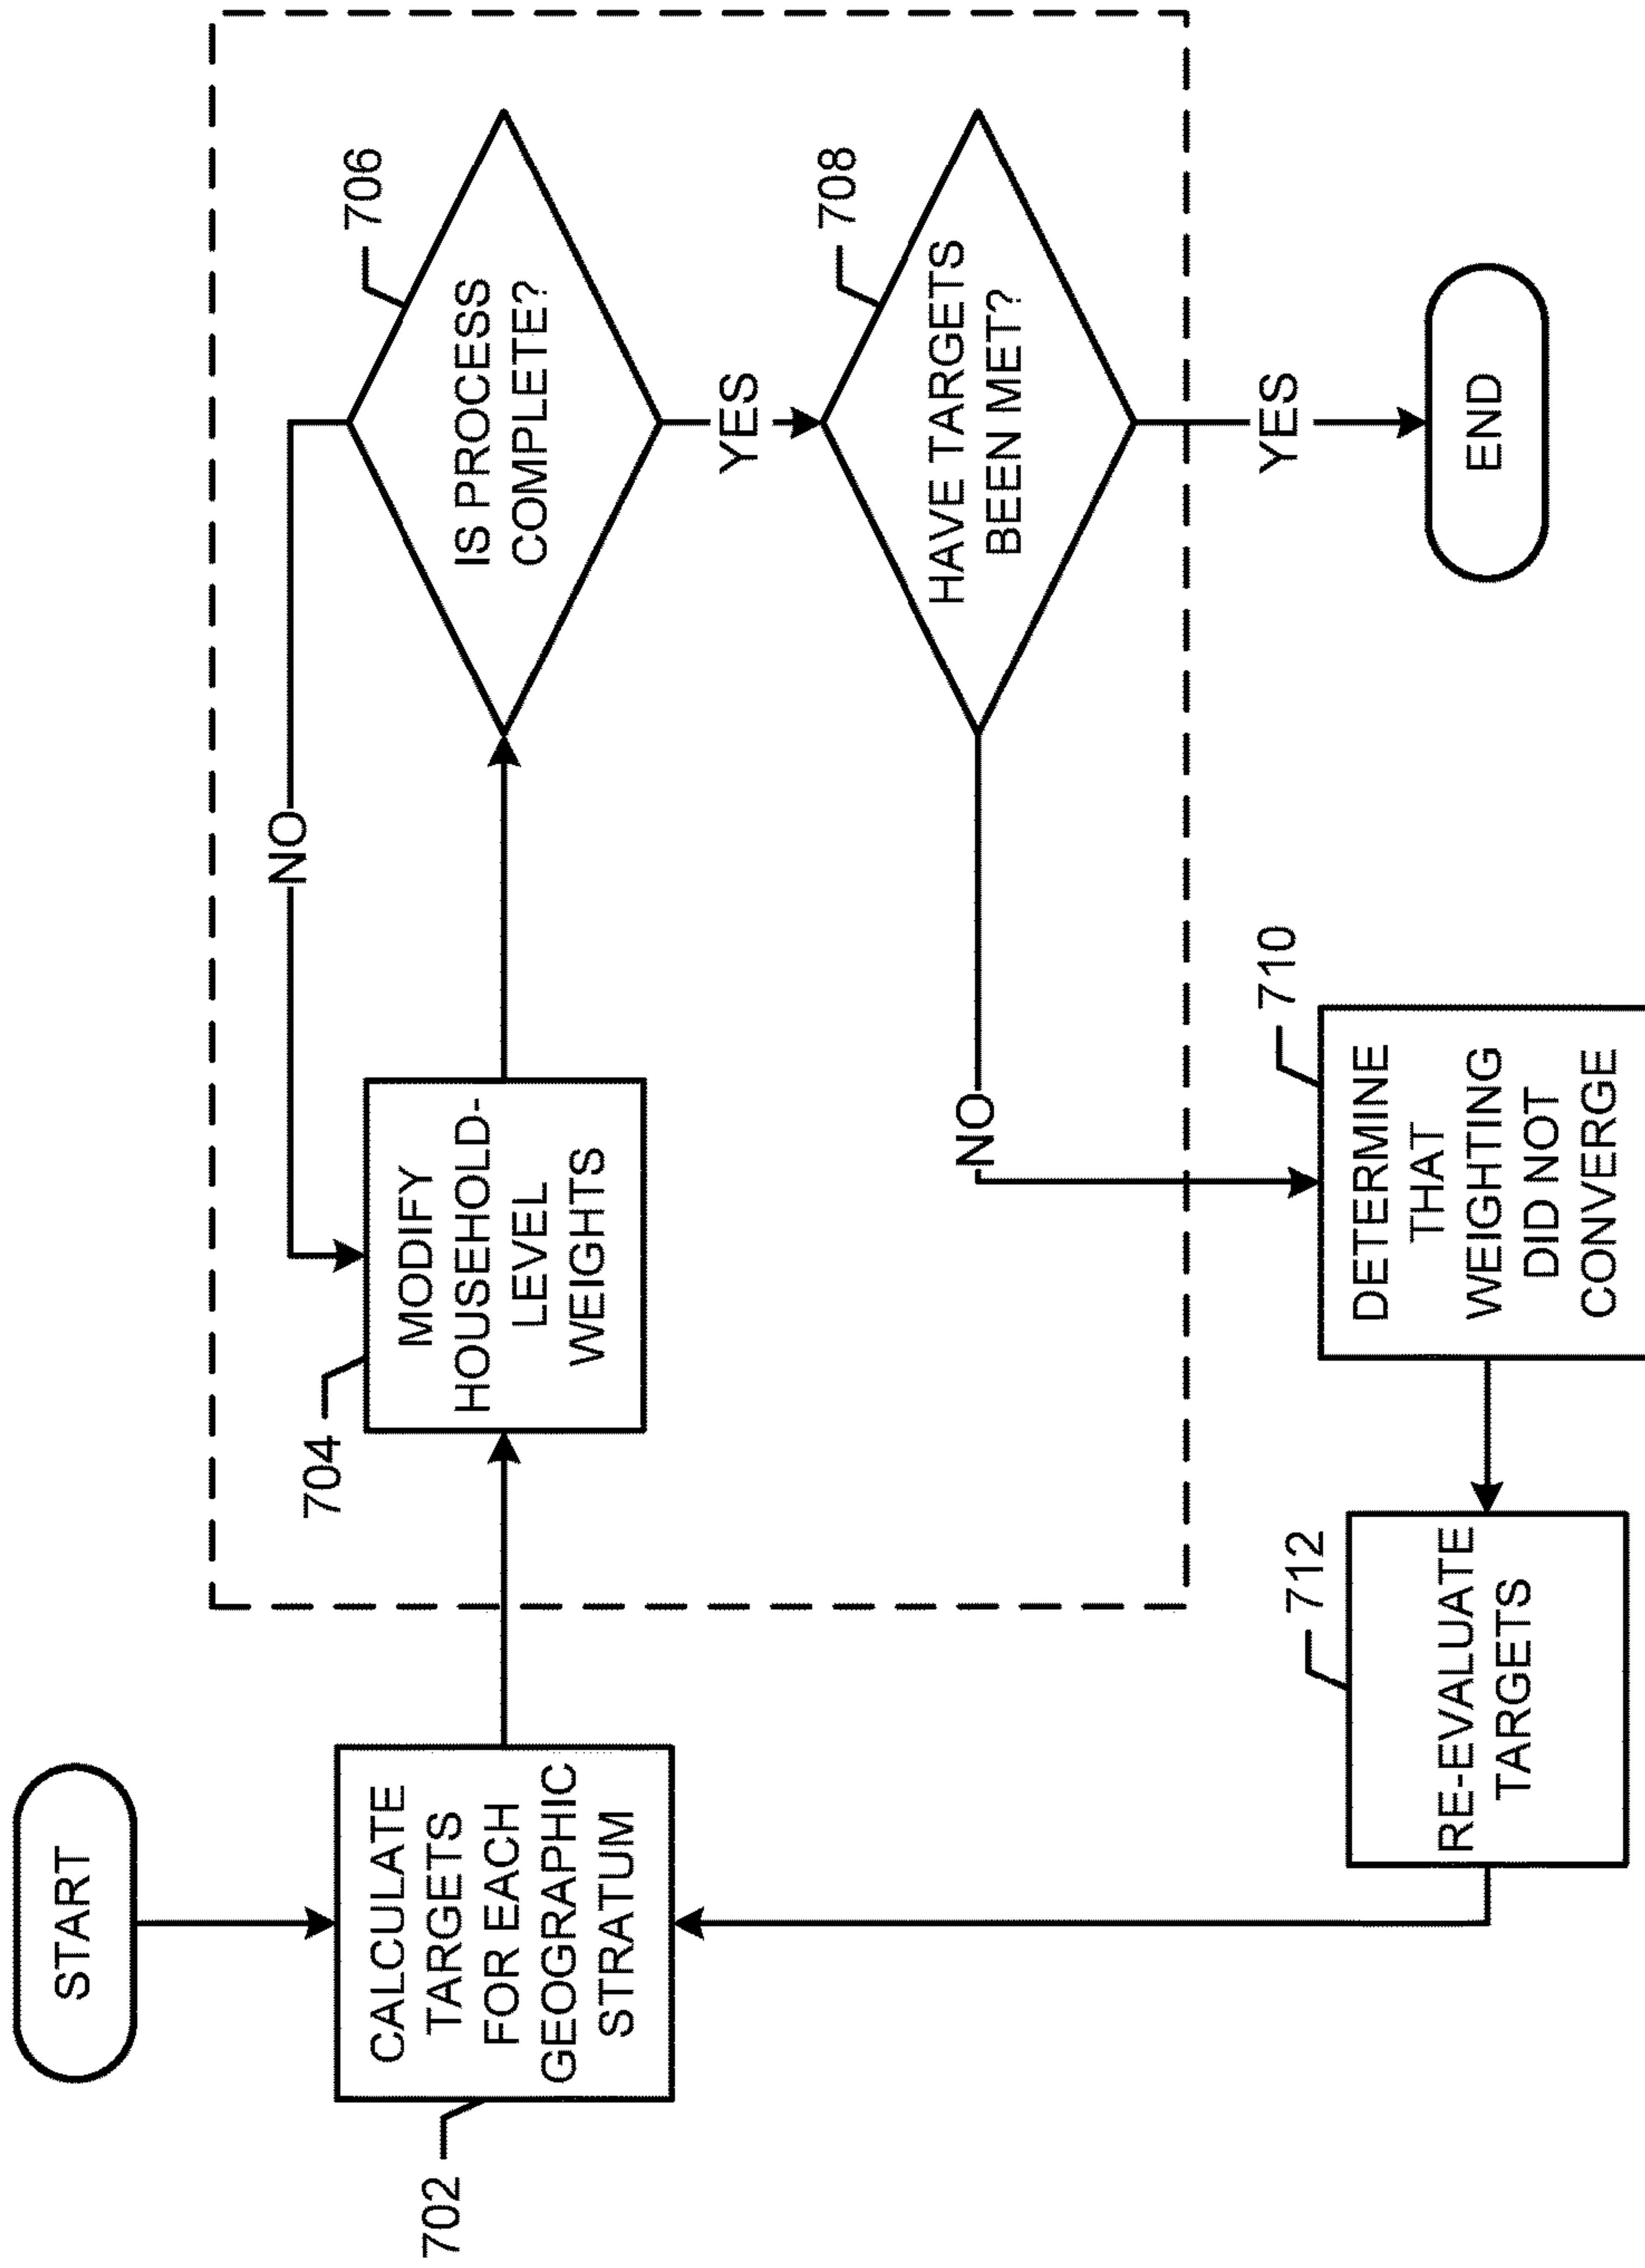 START
702
CALCULATE
TARGETS
FOR EACH
GEOGRAPHIC
STRATUM
704
MODIFY
HOUSEHOLD-
LEVEL
WEIGHTS
NO
706
IS PROCESS
COMPLETE?
YES
708
HAVE TARGETS
BEEN MET?
NO
YES
END
710
DETERMINE
THAT
WEIGHTING
DID NOT
CONVERGE
712
RE-EVALUATE
TARGETS